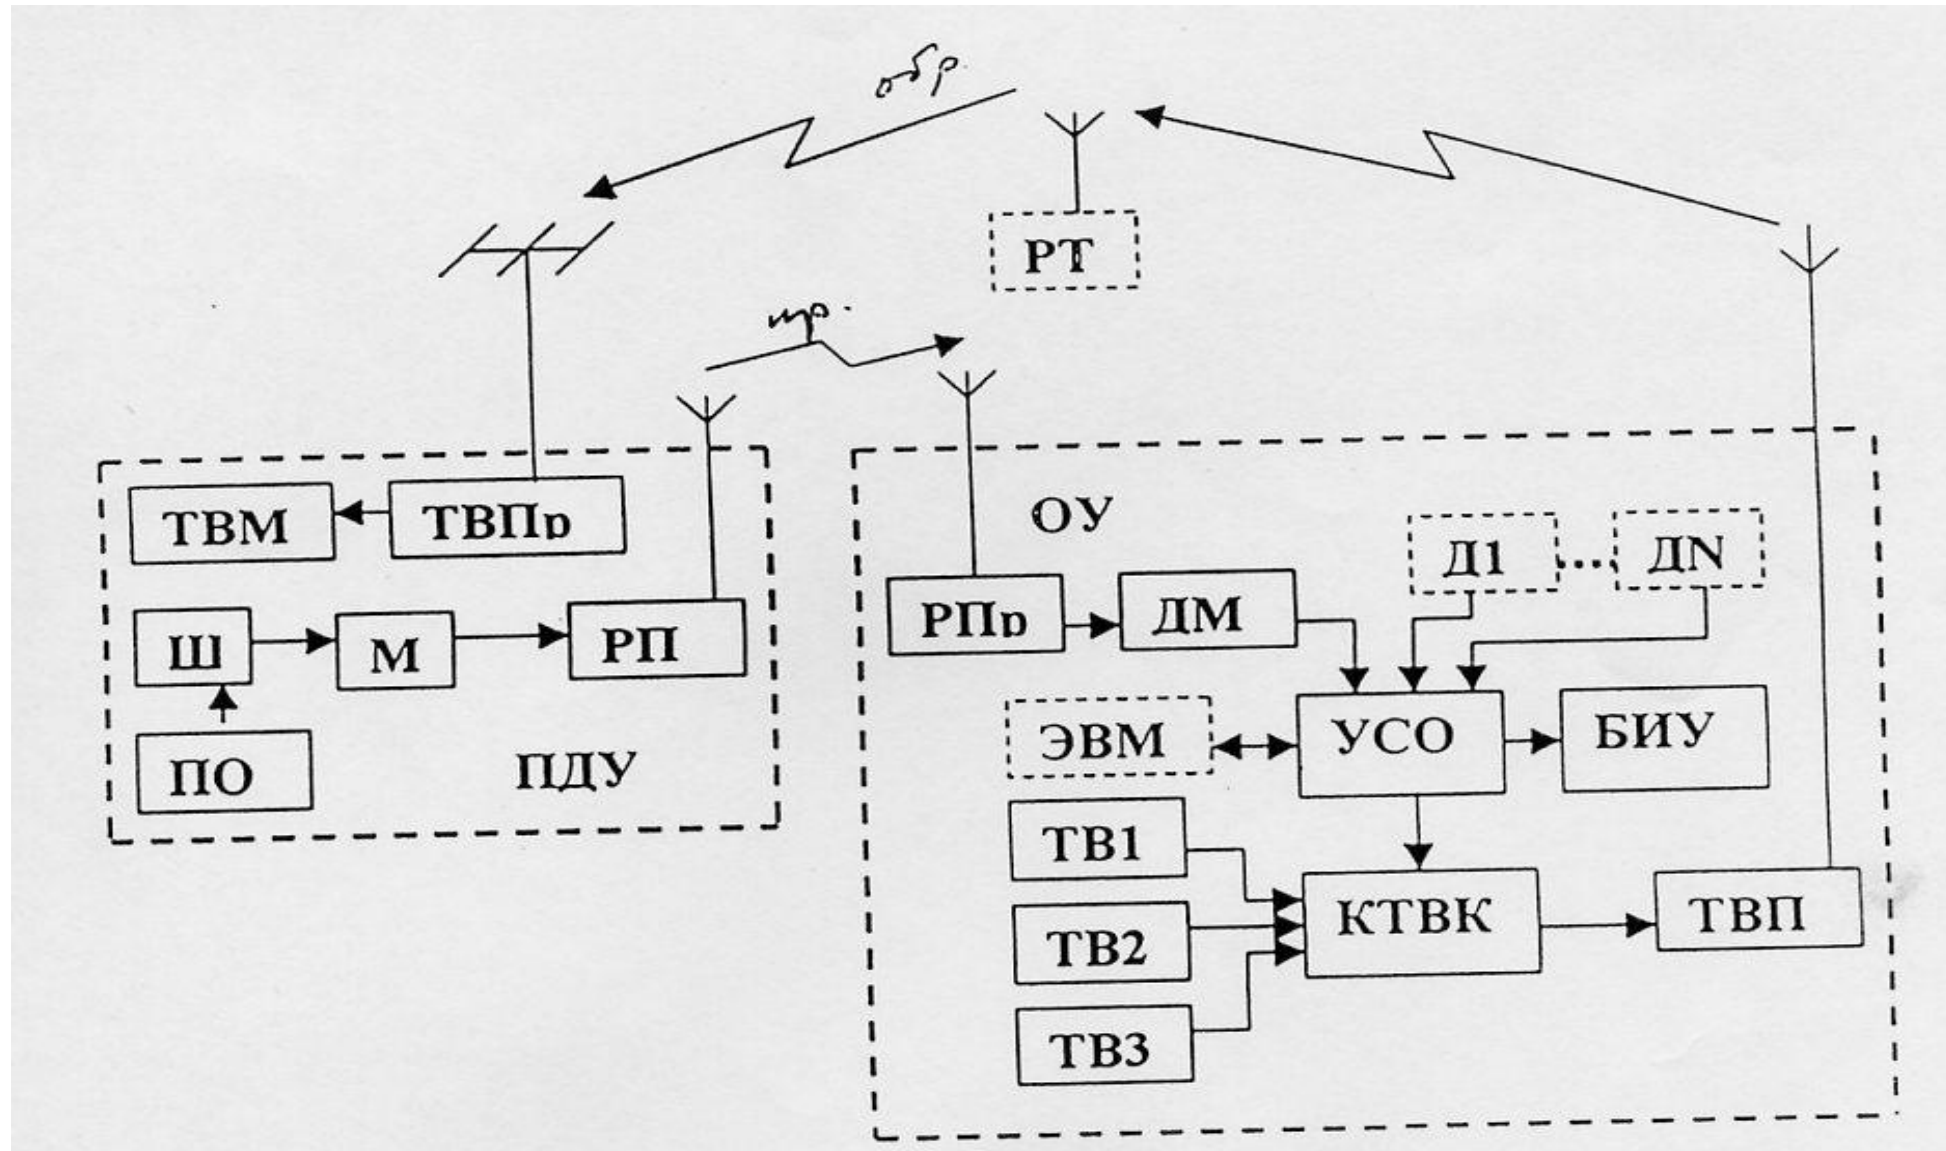 обр.
РТ
пр.
ТВМ
ТВПр
Ш
М
РП
ПО
ПДУ
ОУ
РПр
ДМ
Д1
...
ДN
ЭВМ
УСО
БИУ
ТВ1
ТВ2
ТВ3
КТВК
ТВП